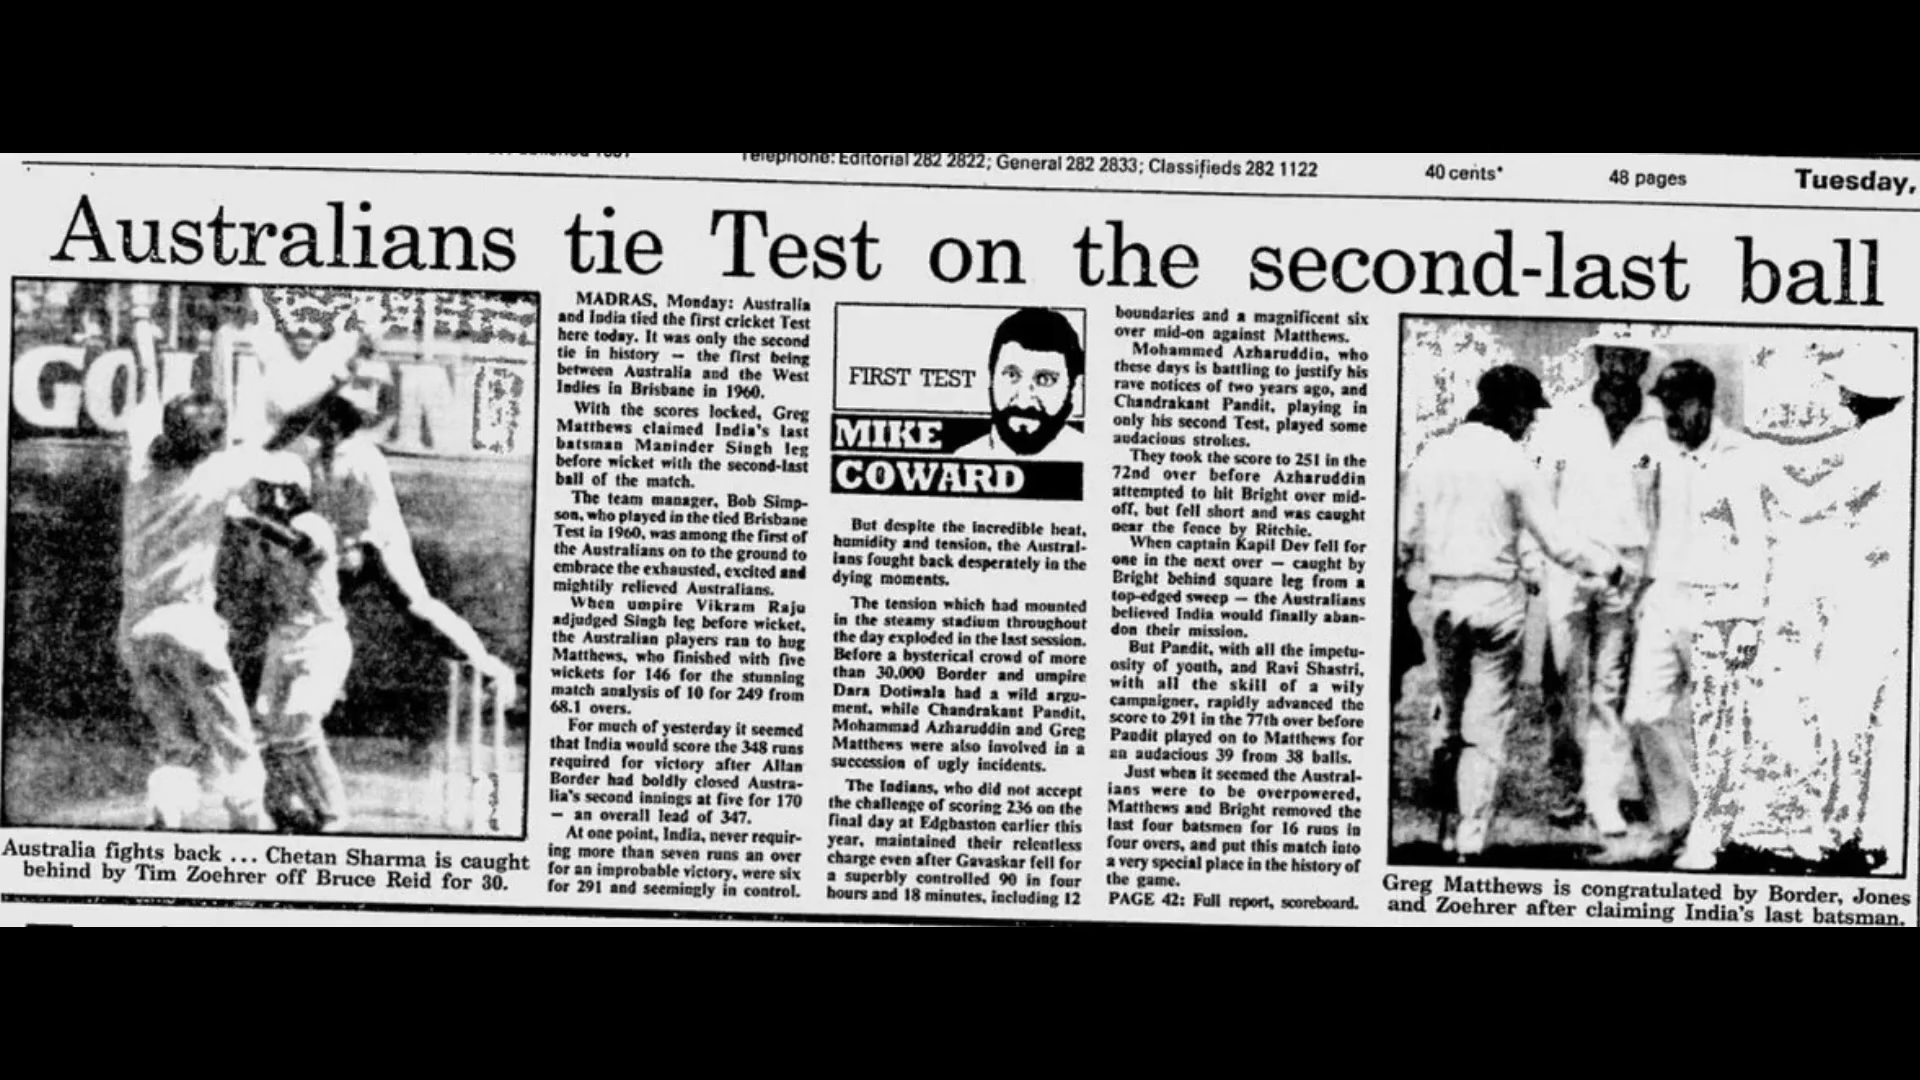 Telephone: Editorial 282 2822; General 282 2833; Classifieds 282 1122
40 cents*
48 pages
Tuesday,
Australians tie Test on the second-last ball
GOLD
Australia fights back ... Chetan Sharma is caught
behind by Tim Zoehrer off Bruce Reid for 30.
MADRAS, Monday: Australia
and India tied the first cricket Test
here today. It was only the second
tie in history — the first being
between Australia and the West
Indies in Brisbane in 1960.
With the scores locked, Greg
Matthews claimed India's last
batsman Maninder Singh leg
before wicket with the second-last
ball of the match.
The team manager, Bob Simp-
son, who played in the tied Brisbane
Test in 1960, was among the first of
the Australians on to the ground to
embrace the exhausted, excited and
mightily relieved Australians.
When umpire Vikram Raju
adjudged Singh leg before wicket,
the Australian players ran to hug
Matthews, who finished with five
wickets for 146 for the stunning
match analysis of 10 for 249 from
68.1 overs.
For much of yesterday it seemed
that India would score the 348 runs
required for victory after Allan
Border had boldly closed Austra-
lia's second innings at five for 170
— an overall lead of 347.
At one point, India, never requir-
ing more than seven runs an over
for an improbable victory, were six
for 291 and seemingly in control.
FIRST TEST
MIKE
COWARD
But despite the incredible heat,
humidity and tension, the Austral-
ians fought back desperately in the
dying moments.
The tension which had mounted
in the steamy stadium throughout
the day exploded in the last session.
Before a hysterical crowd of more
than 30,000 Border and umpire
Dara Dotiwala had a wild argu-
ment, while Chandrakant Pandit,
Mohammad Azharuddin and Greg
Matthews were also involved in a
succession of ugly incidents.
The Indians, who did not accept
the challenge of scoring 236 on the
final day at Edgbaston earlier this
year, maintained their relentless
charge even after Gavaskar fell for
a superbly controlled 90 in four
hours and 18 minutes, including 12
boundaries and a magnificent six
over mid-on against Matthews.
Mohammed Azharuddin, who
these days is battling to justify his
rave notices of two years ago, and
Chandrakant Pandit, playing in
only his second Test, played some
audacious strokes.
They took the score to 251 in the
72nd over before Azharuddin
attempted to hit Bright over mid-
off, but fell short and was caught
near the fence by Ritchie.
When captain Kapil Dev fell for
one in the next over — caught by
Bright behind square leg from a
top-edged sweep — the Australians
believed India would finally aban-
don their mission.
But Pandit, with all the impetu-
osity of youth, and Ravi Shastri,
with all the skill of a wily
campaigner, rapidly advanced the
score to 291 in the 77th over before
Pandit played on to Matthews for
an audacious 39 from 38 balls.
Just when it seemed the Austral-
ians were to be overpowered,
Matthews and Bright removed the
last four batsmen for 16 runs in
four overs, and put this match into
a very special place in the history of
the game.
PAGE 42: Full report, scoreboard.
Greg Matthews is congratulated by Border, Jones
and Zoehrer after claiming India's last batsman.